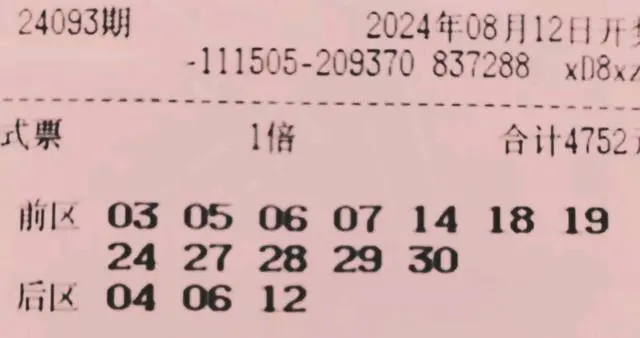 24093期 2024年08月12日开
-111505-209370 837288 xD8xz
式票 1倍 合计4752元
前区 03 05 06 07 14 18 19
24 27 28 29 30
后区 04 06 12